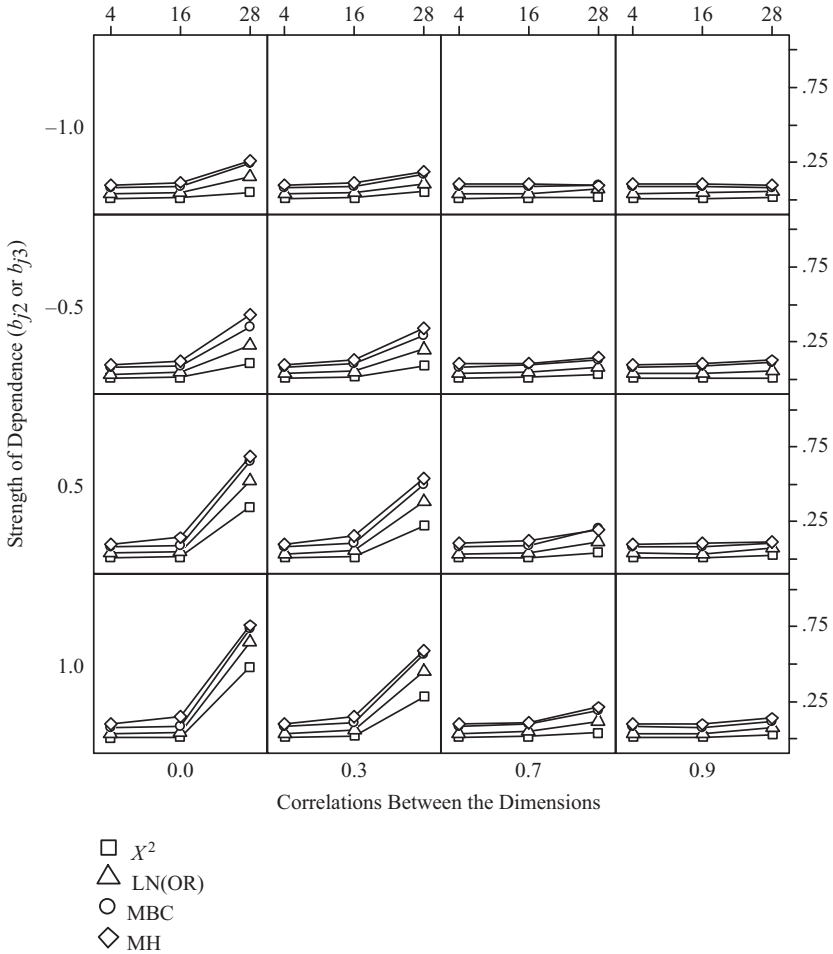 4 16 28 4 16 28 4 16 28 4 16 28
.75
−1.0
.25
.75
−0.5
.25
.75
0.5
.25
.75
1.0
.25
Strength of Dependence (bj2 or bj3)
0.0 0.3 0.7 0.9
Correlations Between the Dimensions
X²
LN(OR)
MBC
MH